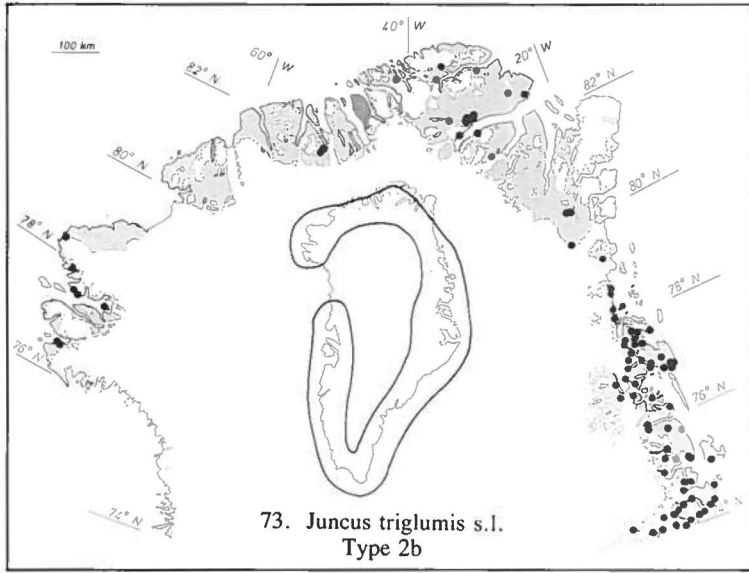 100 km
60° W
40° W
20° W
82° N
82° N
80° N
80° N
78° N
75° N
76° N
76° N
74° N
73. Juncus triglumis s.l.
Type 2b